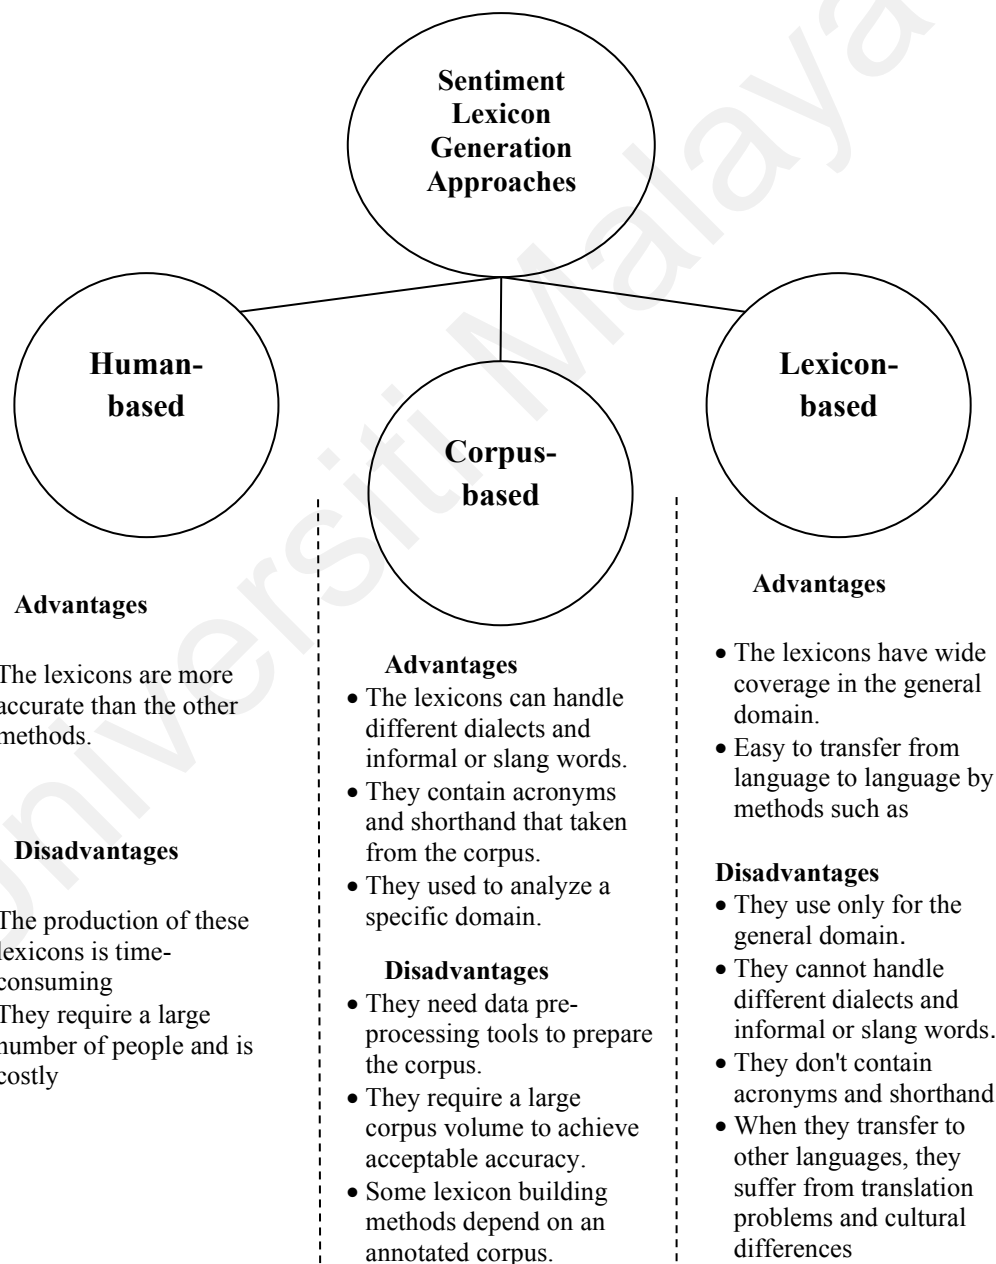 Sentiment
Lexicon
Generation
Approaches
Human-
based
Corpus-
based
Lexicon-
based
Advantages
The lexicons are more
accurate than the other
methods.
Disadvantages
The production of these
lexicons is time-
consuming
They require a large
number of people and is
costly
Advantages
• The lexicons can handle
different dialects and
informal or slang words.
• They contain acronyms
and shorthand that taken
from the corpus.
• They used to analyze a
specific domain.
Disadvantages
• They need data pre-
processing tools to prepare
the corpus.
• They require a large
corpus volume to achieve
acceptable accuracy.
• Some lexicon building
methods depend on an
annotated corpus.
Advantages
• The lexicons have wide
coverage in the general
domain.
• Easy to transfer from
language to language by
methods such as
Disadvantages
• They use only for the
general domain.
• They cannot handle
different dialects and
informal or slang words.
• They don't contain
acronyms and shorthand
• When they transfer to
other languages, they
suffer from translation
problems and cultural
differences
Universiti Malaya